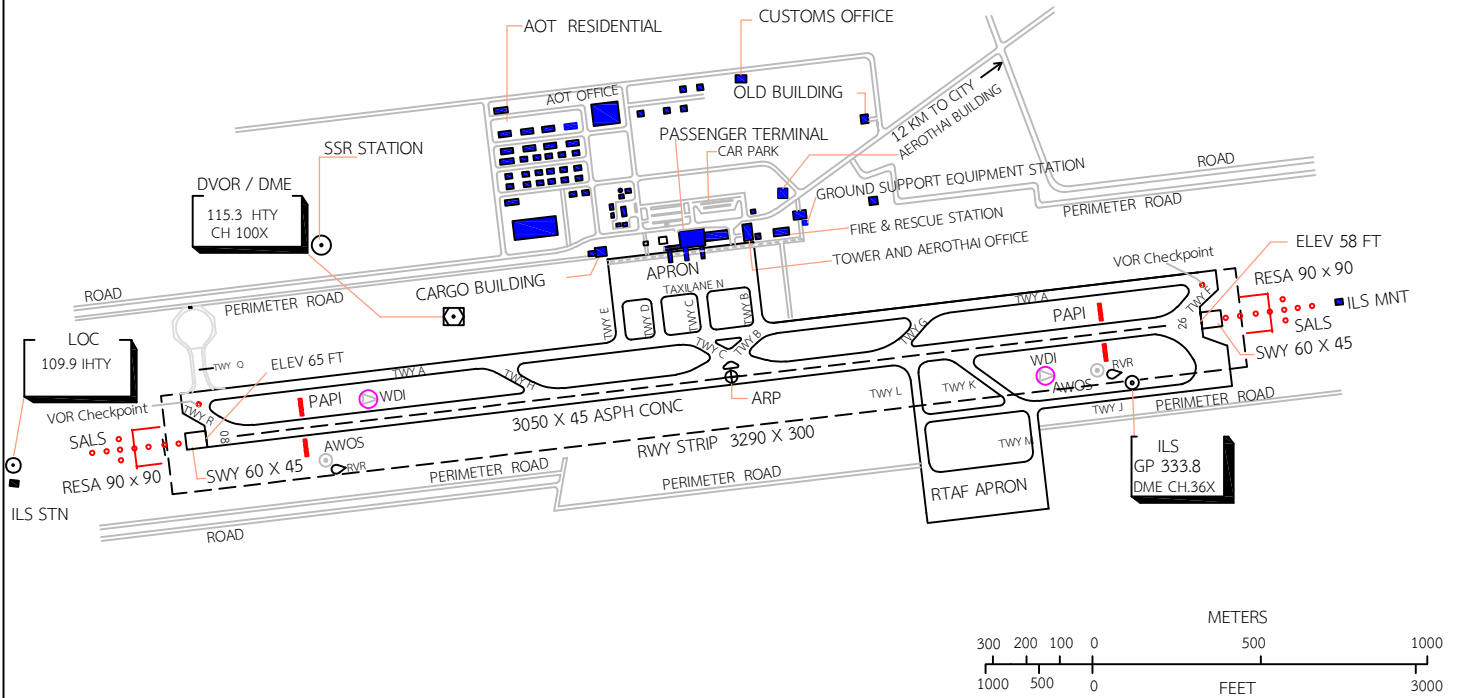 CUSTOMS OFFICE
AOT RESIDENTIAL
AOT OFFICE
OLD BUILDING
12 KM TO CITY
AEROTHAI BUILDING
PASSENGER TERMINAL
CAR PARK
SSR STATION
ROAD
GROUND SUPPORT EQUIPMENT STATION
DVOR / DME
115.3 HTY
CH 100X
PERIMETER ROAD
FIRE & RESCUE STATION
TOWER AND AEROTHAI OFFICE
ELEV 58 FT
VOR Checkpoint
RESA 90 x 90
APRON
CARGO BUILDING
TAXILANE N
ROAD
PERIMETER ROAD
TWY E
TWY D
TWY C
TWY B
TWY A
TWY F
ILS MNT
PAPI
26
SALS
LOC
109.9 IHTY
TWY G
TWY B
TWY C
SWY 60 X 45
TWY Q
ELEV 65 FT
TWY A
TWY H
WDI
RVR
AWOS
TWY K
TWY L
ARP
PAPI
WDI
VOR Checkpoint
TWY R
08
3050 X 45 ASPH CONC
TWY J
PERIMETER ROAD
SALS
AWOS
RWY STRIP 3290 X 300
TWY M
ILS
GP 333.8
DME CH.36X
RVR
SWY 60 X 45
PERIMETER ROAD
PERIMETER ROAD
RESA 90 x 90
RTAF APRON
ILS STN
ROAD
METERS
300 200 100 0 500 1000
1000 500 0 3000
FEET